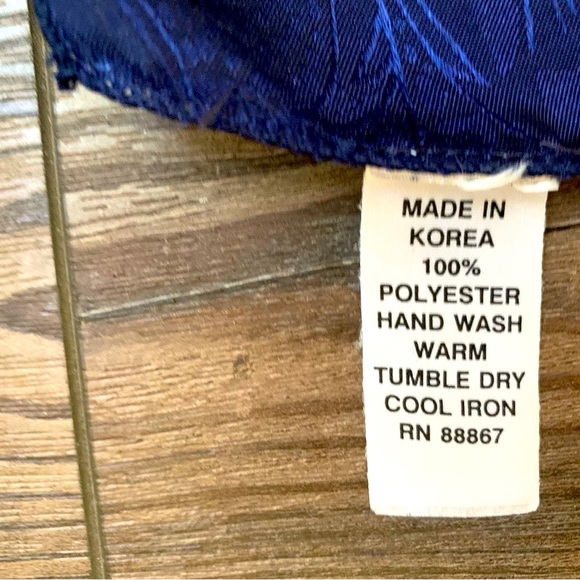 MADE IN
KOREA
100%
POLYESTER
HAND WASH
WARM
TUMBLE DRY
COOL IRON
RN 88867